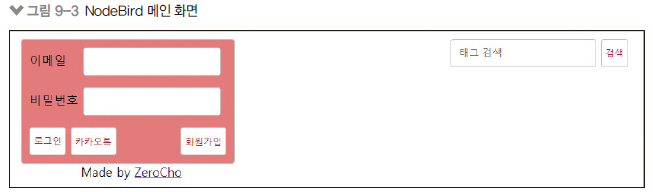 그림 9-3 NodeBird 메인 화면
이메일
태그 검색 검색
비밀번호
로그인 카카오톡 회원가입
Made by ZeroCho